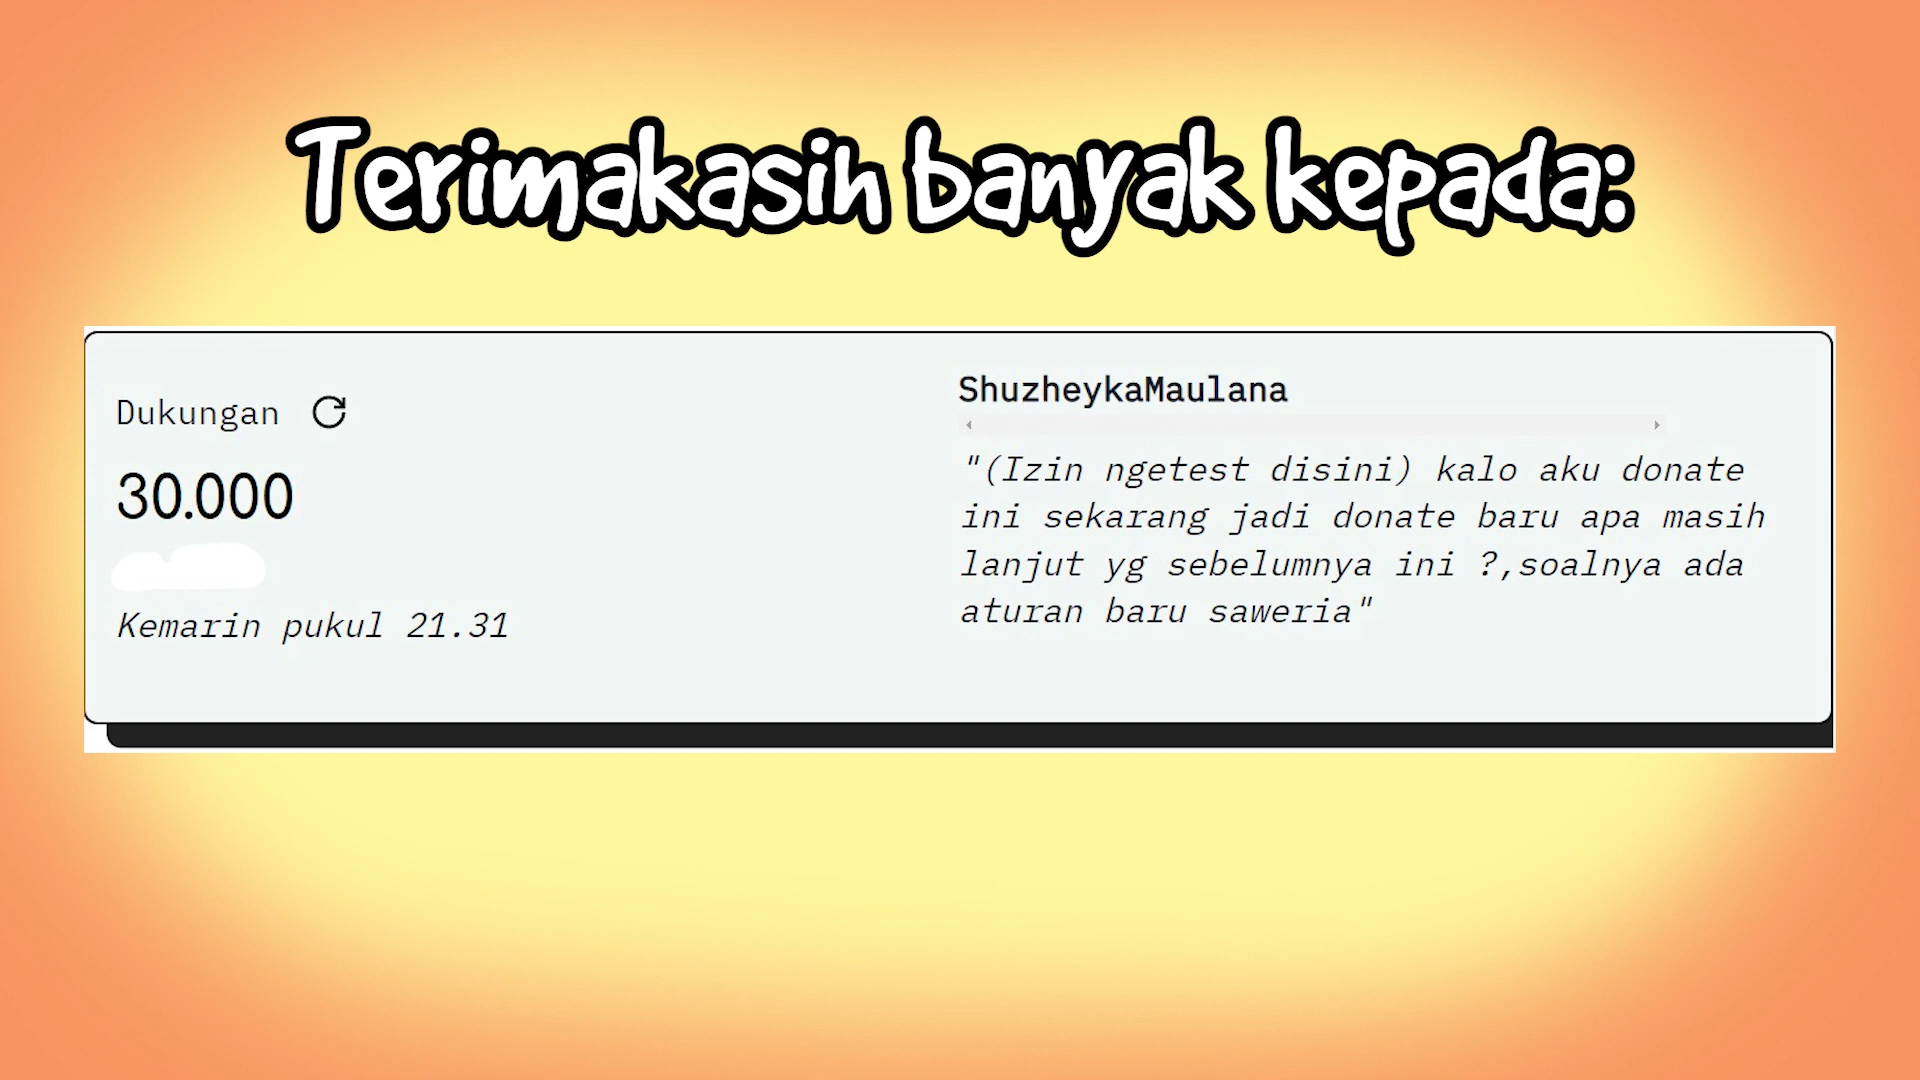 Terimakasih banyak kepada:
Dukungan
30.000
Kemarin pukul 21.31
ShuzheykaMaulana
"(Izin ngetest disini) kalo aku donate
ini sekarang jadi donate baru apa masih
lanjut yg sebelumnya ini ?,soalnya ada
aturan baru saweria"